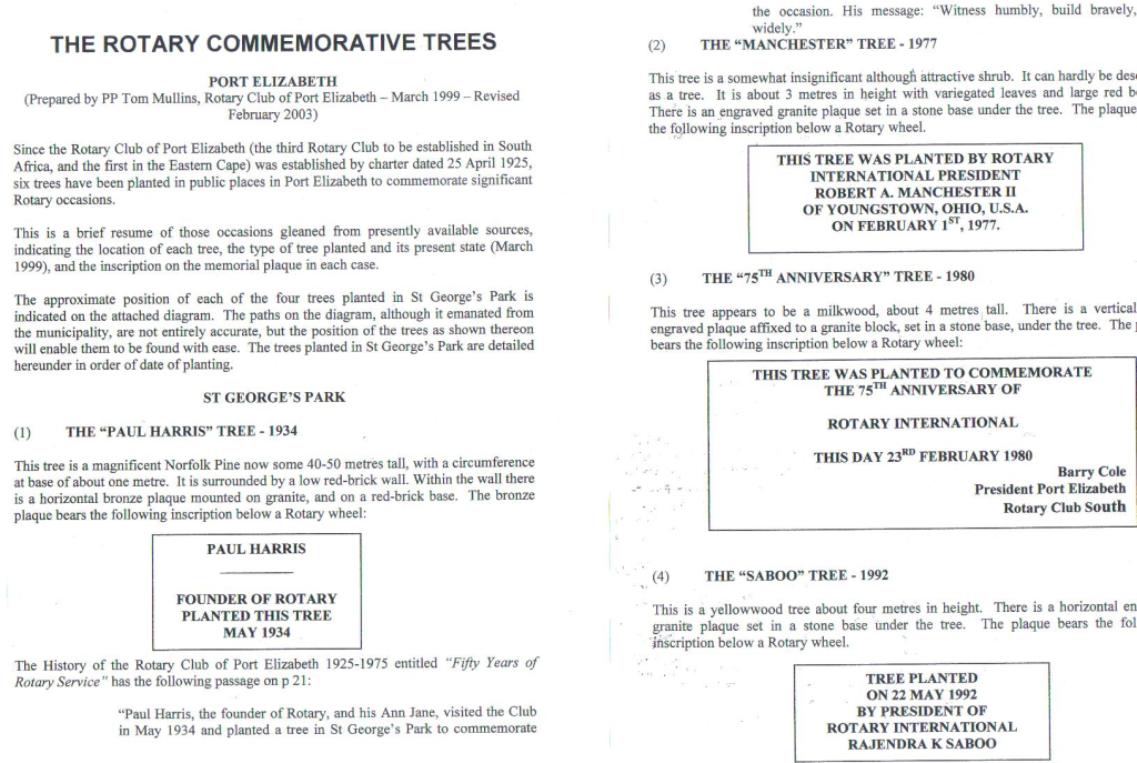 THE ROTARY COMMEMORATIVE TREES
PORT ELIZABETH
(Prepared by PP Tom Mullins, Rotary Club of Port Elizabeth – March 1999 – Revised
February 2003)
Since the Rotary Club of Port Elizabeth (the third Rotary Club to be established in South
Africa, and the first in the Eastern Cape) was established by charter dated 25 April 1925,
six trees have been planted in public places in Port Elizabeth to commemorate significant
Rotary occasions.
This is a brief resume of those occasions gleaned from presently available sources,
indicating the location of each tree, the type of tree planted and its present state (March
1999), and the inscription on the memorial plaque in each case.
The approximate position of each of the four trees planted in St George's Park is
indicated on the attached diagram. The paths on the diagram, although it emanated from
the municipality, are not entirely accurate, but the position of the trees as shown thereon
will enable them to be found with ease. The trees planted in St George's Park are detailed
hereunder in order of date of planting.
ST GEORGE'S PARK
(1) THE "PAUL HARRIS" TREE - 1934
This tree is a magnificent Norfolk Pine now some 40-50 metres tall, with a circumference
at base of about one metre. It is surrounded by a low red-brick wall. Within the wall there
is a horizontal bronze plaque mounted on granite, and on a red-brick base. The bronze
plaque bears the following inscription below a Rotary wheel:
PAUL HARRIS
FOUNDER OF ROTARY
PLANTED THIS TREE
MAY 1934
The History of the Rotary Club of Port Elizabeth 1925-1975 entitled "Fifty Years of
Rotary Service" has the following passage on p 21:
"Paul Harris, the founder of Rotary, and his Ann Jane, visited the Club
in May 1934 and planted a tree in St George's Park to commemorate
the occasion. His message: "Witness humbly, build bravely,
widely."
(2) THE "MANCHESTER" TREE - 1977
This tree is a somewhat insignificant although attractive shrub. It can hardly be des
as a tree. It is about 3 metres in height with variegated leaves and large red b
There is an engraved granite plaque set in a stone base under the tree. The plaque
the following inscription below a Rotary wheel.
THIS TREE WAS PLANTED BY ROTARY
INTERNATIONAL PRESIDENT
ROBERT A. MANCHESTER II
OF YOUNGSTOWN, OHIO, U.S.A.
ON FEBRUARY 1ST, 1977.
(3) THE "75TH ANNIVERSARY" TREE - 1980
This tree appears to be a milkwood, about 4 metres tall. There is a vertical
engraved plaque affixed to a granite block, set in a stone base, under the tree. The
bears the following inscription below a Rotary wheel:
THIS TREE WAS PLANTED TO COMMEMORATE
THE 75TH ANNIVERSARY OF
ROTARY INTERNATIONAL
THIS DAY 23RD FEBRUARY 1980
Barry Cole
President Port Elizabeth
Rotary Club South
(4) THE "SABOO" TREE - 1992
This is a yellowwood tree about four metres in height. There is a horizontal en
granite plaque set in a stone base under the tree. The plaque bears the fol
inscription below a Rotary wheel.
TREE PLANTED
ON 22 MAY 1992
BY PRESIDENT OF
ROTARY INTERNATIONAL
RAJENDRA K SABOO